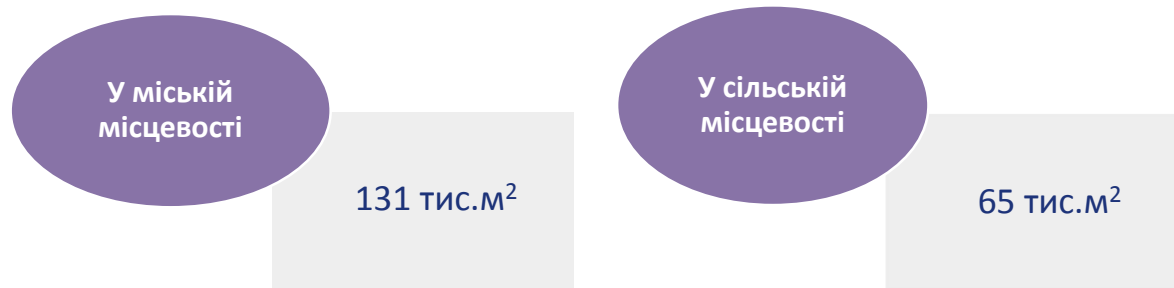 У міській
місцевості
131 тис.м²
У сільській
місцевості
65 тис.м²